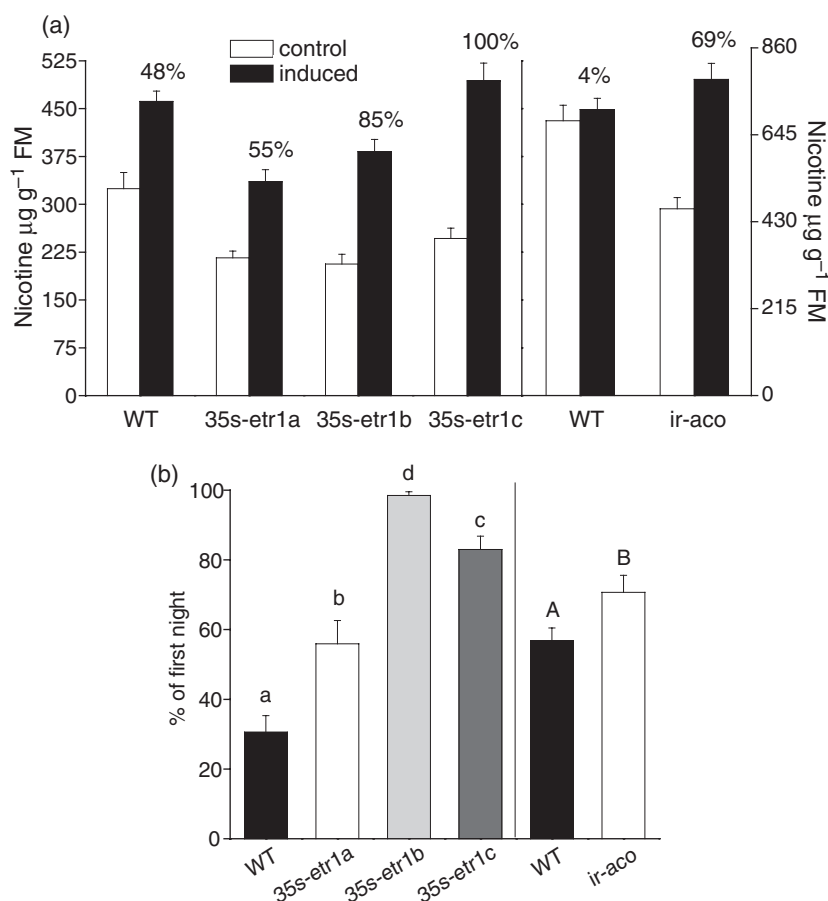 (a)
control
induced
Nicotine µg g⁻¹ FM
525
450
375
300
225
150
75
0
48%
55%
85%
100%
4%
69%
860
645
430
215
0
Nicotine µg g⁻¹ FM
WT
35s-etr1a
35s-etr1b
35s-etr1c
WT
ir-aco
(b)
% of first night
100
80
60
40
20
0
a
b
d
c
A
B
WT
35s-etr1a
35s-etr1b
35s-etr1c
WT
ir-aco